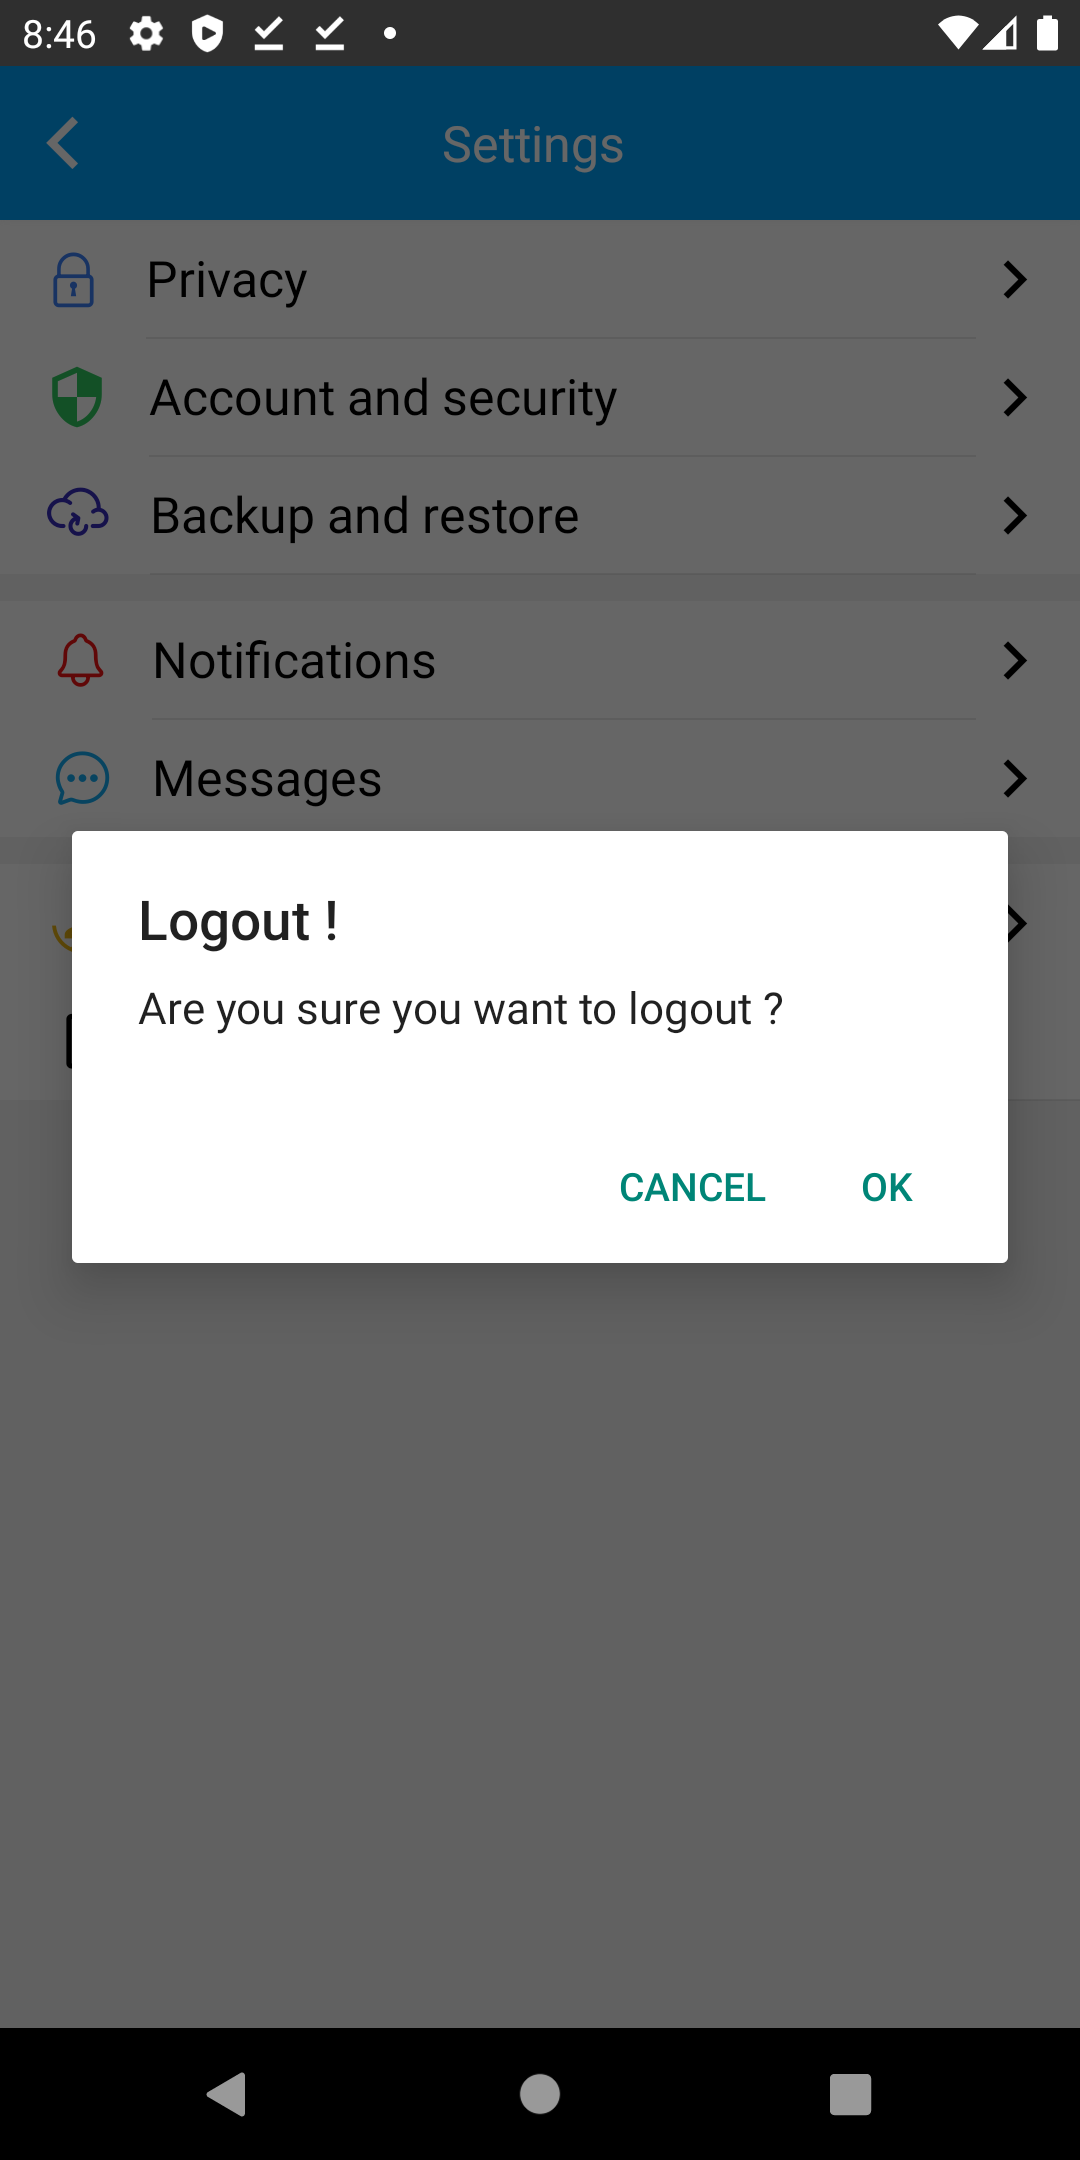 8:46
Settings
Privacy
Account and security
Backup and restore
Notifications
Messages
Logout !
Are you sure you want to logout ?
CANCEL OK